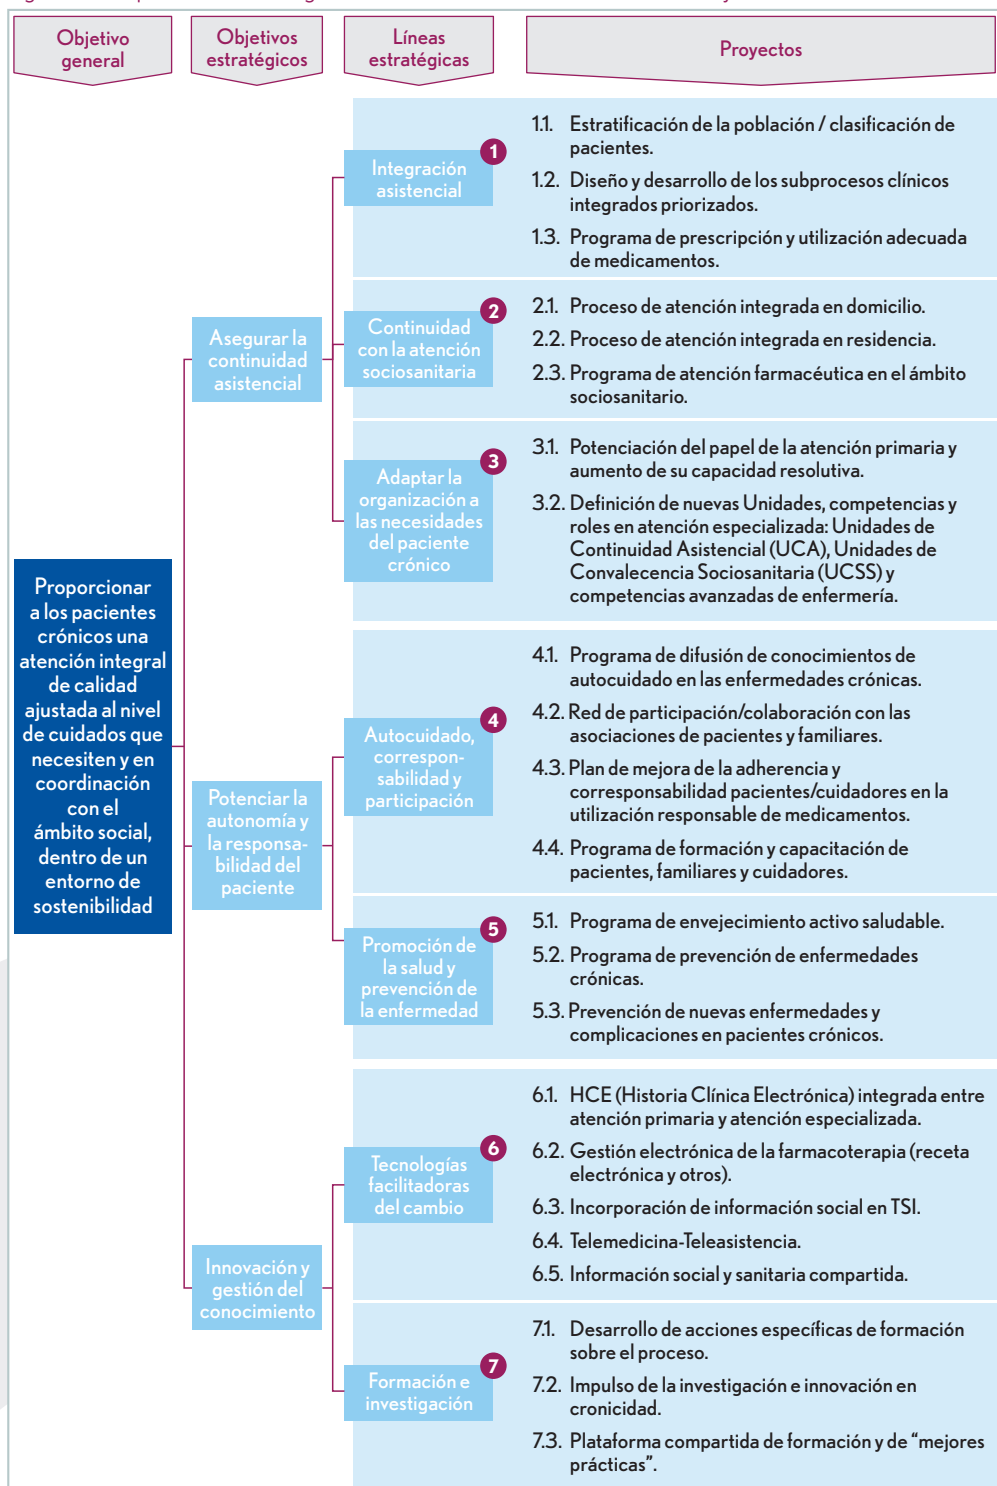 Objetivo
general
Objetivos
estratégicos
Líneas
estratégicas
Proyectos
Proporcionar
a los pacientes
crónicos una
atención integral
de calidad
ajustada al nivel
de cuidados que
necesiten y en
coordinación
con el
ámbito social,
dentro de un
entorno de
sostenibilidad
Asegurar la
continuidad
asistencial
1
Integración
asistencial
1.1. Estratificación de la población / clasificación de
pacientes.
1.2. Diseño y desarrollo de los subprocesos clínicos
integrados priorizados.
1.3. Programa de prescripción y utilización adecuada
de medicamentos.
2
Continuidad
con la atención
sociosanitaria
2.1. Proceso de atención integrada en domicilio.
2.2. Proceso de atención integrada en residencia.
2.3. Programa de atención farmacéutica en el ámbito
sociosanitario.
3
Adaptar la
organización a
las necesidades
del paciente
crónico
3.1. Potenciación del papel de la atención primaria y
aumento de su capacidad resolutiva.
3.2. Definición de nuevas Unidades, competencias y
roles en atención especializada: Unidades de
Continuidad Asistencial (UCA), Unidades de
Convalecencia Sociosanitaria (UCSS) y
competencias avanzadas de enfermería.
Potenciar la
autonomía y
la responsa-
bilidad del
paciente
4
Autocuidado,
correspon-
sabilidad y
participación
4.1. Programa de difusión de conocimientos de
autocuidado en las enfermedades crónicas.
4.2. Red de participación/colaboración con las
asociaciones de pacientes y familiares.
4.3. Plan de mejora de la adherencia y
corresponsabilidad pacientes/cuidadores en la
utilización responsable de medicamentos.
4.4. Programa de formación y capacitación de
pacientes, familiares y cuidadores.
5
Promoción de
la salud y
prevención de
la enfermedad
5.1. Programa de envejecimiento activo saludable.
5.2. Programa de prevención de enfermedades
crónicas.
5.3. Prevención de nuevas enfermedades y
complicaciones en pacientes crónicos.
Innovación y
gestión del
conocimiento
6
Tecnologías
facilitadoras
del cambio
6.1. HCE (Historia Clínica Electrónica) integrada entre
atención primaria y atención especializada.
6.2. Gestión electrónica de la farmacoterapia (receta
electrónica y otros).
6.3. Incorporación de información social en TSI.
6.4. Telemedicina-Teleasistencia.
6.5. Información social y sanitaria compartida.
7
Formación e
investigación
7.1. Desarrollo de acciones específicas de formación
sobre el proceso.
7.2. Impulso de la investigación e innovación en
cronicidad.
7.3. Plataforma compartida de formación y de “mejores
prácticas”.